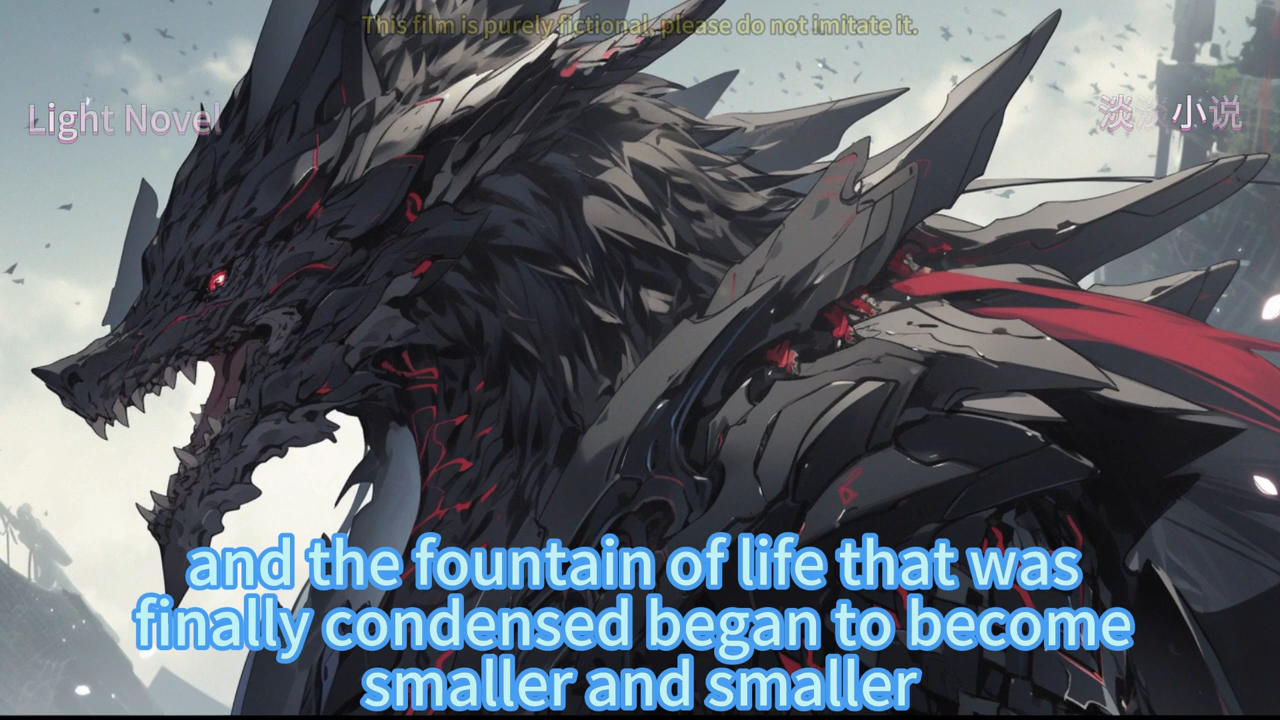 This film is purely fictional, please do not imitate it.
Light Novel
淡淡小说
and the fountain of life that was
finally condensed began to become
smaller and smaller